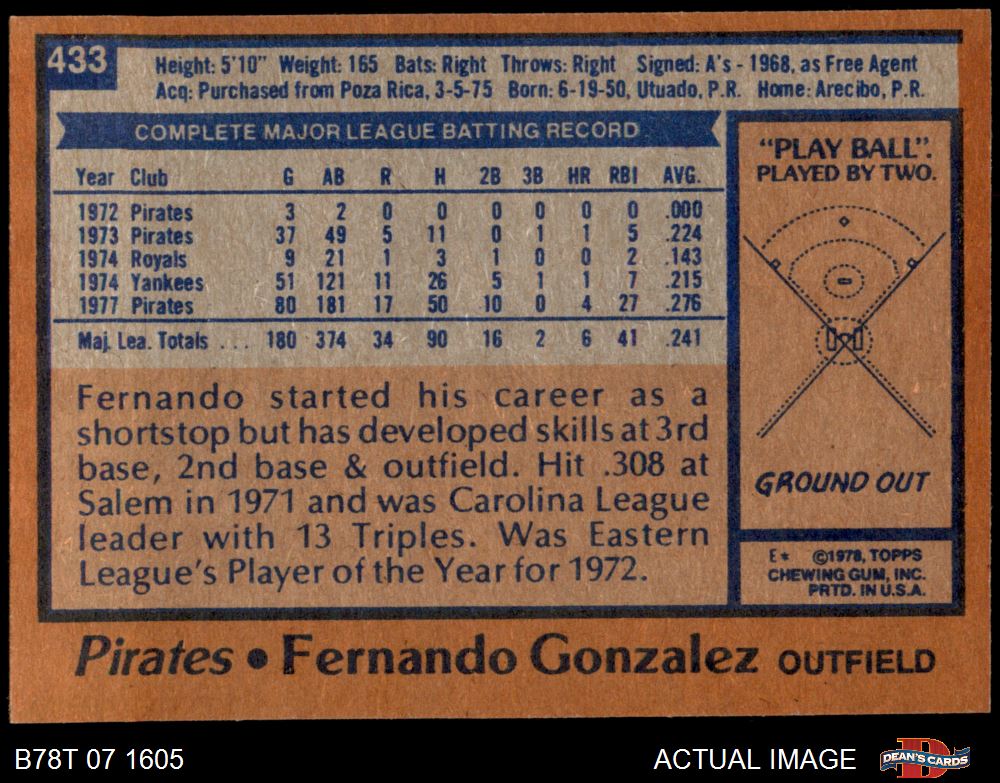 433
Height: 5'10" Weight: 165 Bats: Right Throws: Right Signed: A's - 1968, as Free Agent
Acq: Purchased from Poza Rica, 3-5-75 Born: 6-19-50, Utuado, P.R. Home: Arecibo, P.R.
COMPLETE MAJOR LEAGUE BATTING RECORD
Year Club G AB R H 2B 3B HR RBI AVG.
1972 Pirates 3 2 0 0 0 0 0 0 .000
1973 Pirates 37 49 5 11 0 1 1 5 .224
1974 Royals 9 21 1 3 1 0 0 2 .143
1974 Yankees 51 121 11 26 5 1 1 7 .215
1977 Pirates 80 181 17 50 10 0 4 27 .276
Maj. Lea. Totals ... 180 374 34 90 16 2 6 41 .241
Fernando started his career as a
shortstop but has developed skills at 3rd
base, 2nd base & outfield. Hit .308 at
Salem in 1971 and was Carolina League
leader with 13 Triples. Was Eastern
League's Player of the Year for 1972.
"PLAY BALL".
PLAYED BY TWO.
GROUND OUT
E* ©1978, TOPPS
CHEWING GUM, INC.
PRTD. IN U.S.A.
Pirates • Fernando Gonzalez OUTFIELD
B78T 07 1605
ACTUAL IMAGE
D
DEAN'S CARDS